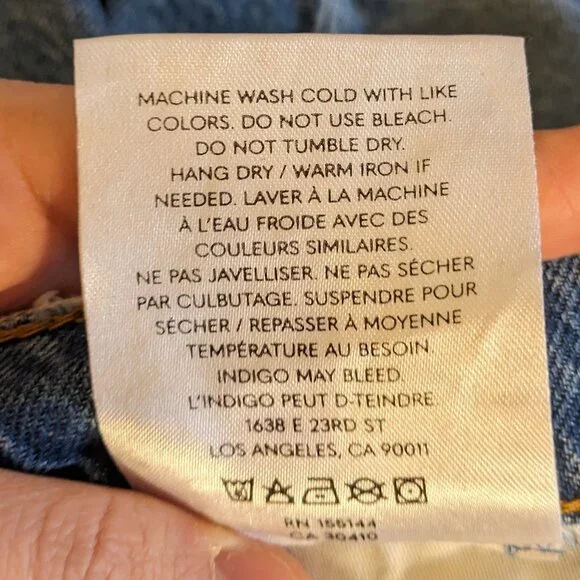 MACHINE WASH COLD WITH LIKE
COLORS. DO NOT USE BLEACH.
DO NOT TUMBLE DRY.
HANG DRY / WARM IRON IF
NEEDED. LAVER À LA MACHINE
À L'EAU FROIDE AVEC DES
COULEURS SIMILAIRES.
NE PAS JAVELLISER. NE PAS SÉCHER
PAR CULBUTAGE. SUSPENDRE POUR
SÉCHER / REPASSER À MOYENNE
TEMPÉRATURE AU BESOIN.
INDIGO MAY BLEED.
L'INDIGO PEUT D-TEINDRE.
1638 E 23RD ST
LOS ANGELES, CA 90011
RN 155144
CA 30410